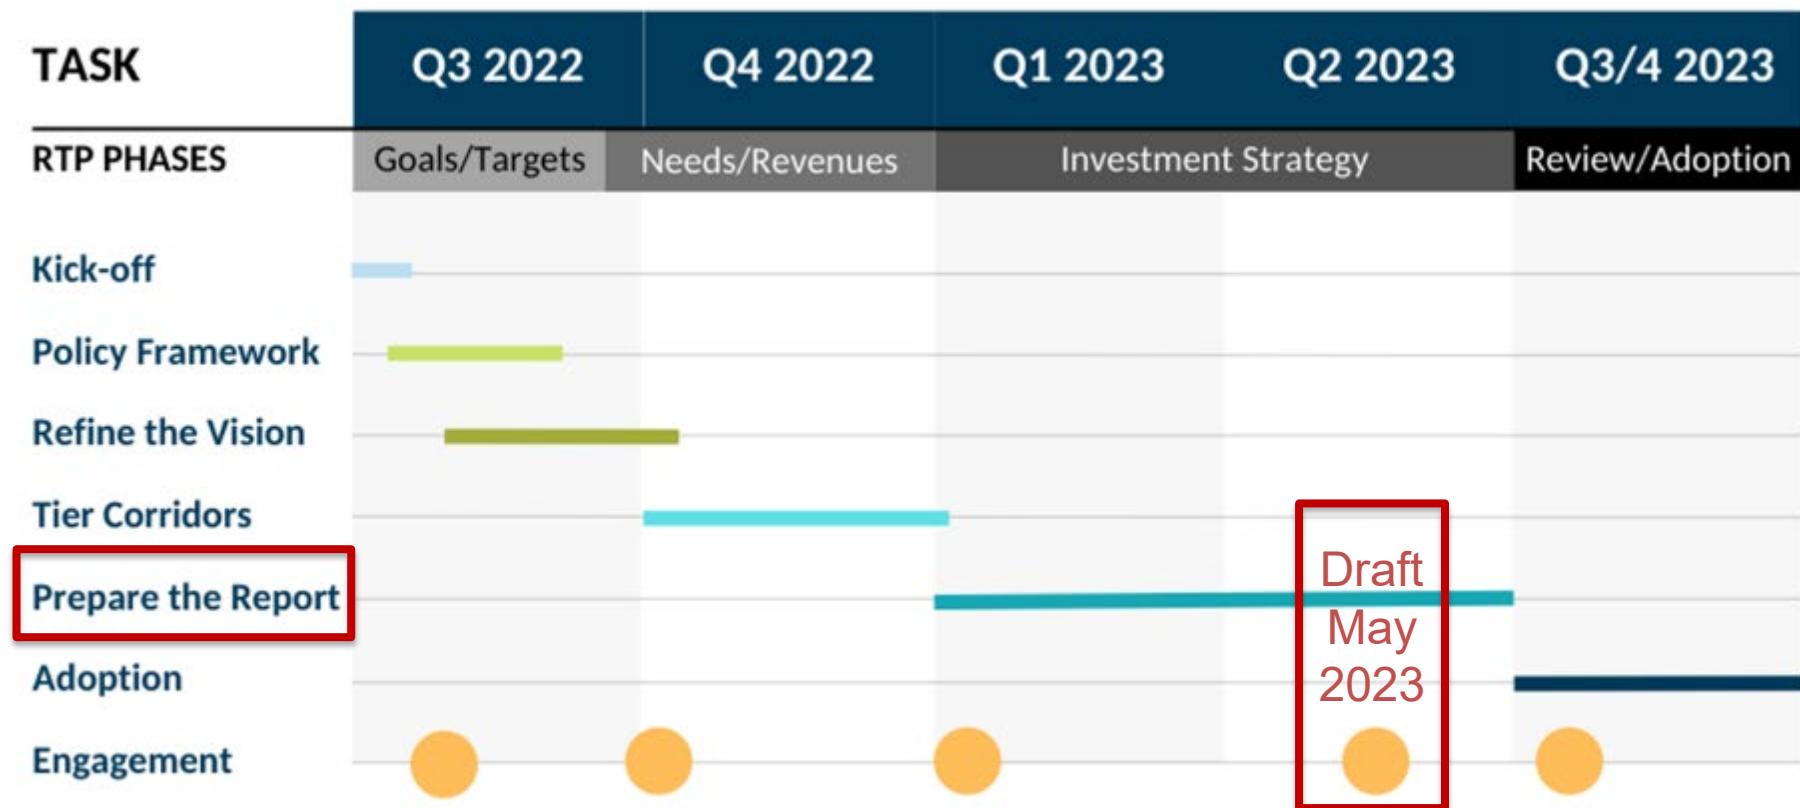 TASK Q3 2022 Q4 2022 Q1 2023 Q2 2023 Q3/4 2023
RTP PHASES Goals/Targets Needs/Revenues Investment Strategy Review/Adoption
Kick-off
Policy Framework
Refine the Vision
Tier Corridors
Prepare the Report
Draft
May
2023
Adoption
Engagement